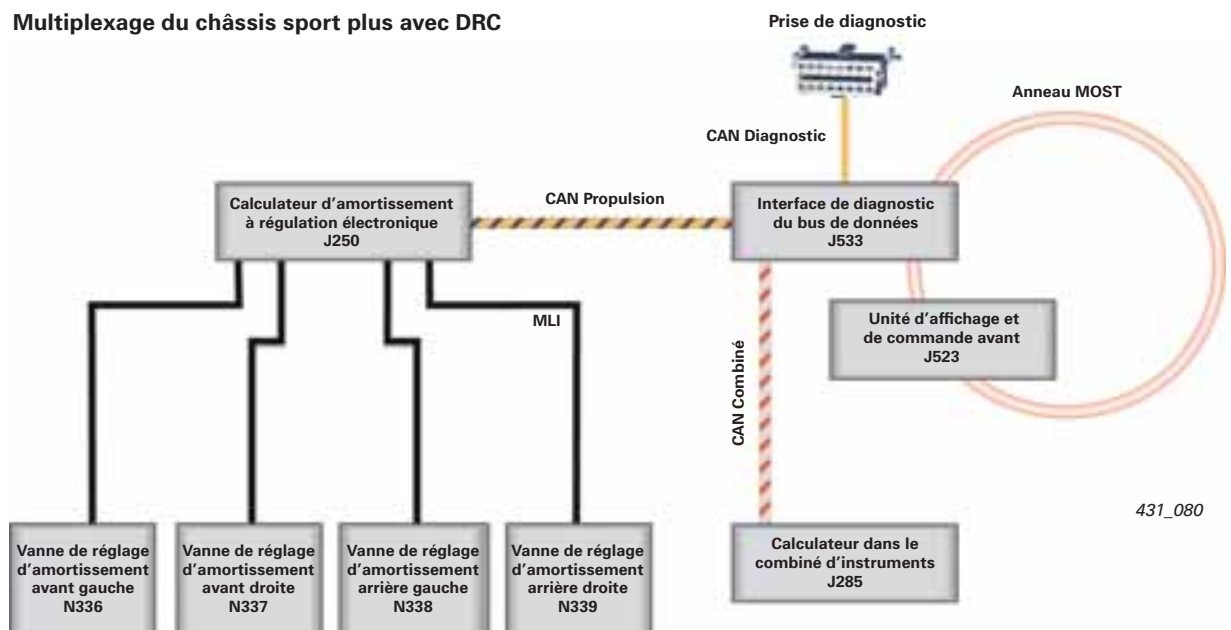 Multiplexage du châssis sport plus avec DRC
Prise de diagnostic
Anneau MOST
CAN Diagnostic
Calculateur d'amortissement
à régulation électronique
J250
CAN Propulsion
Interface de diagnostic
du bus de données
J533
MLI
Unité d'affichage et
de commande avant
J523
CAN Combiné
431_080
Vanne de réglage
d'amortissement
avant gauche
N336
Vanne de réglage
d'amortissement
avant droite
N337
Vanne de réglage
d'amortissement
arrière gauche
N338
Vanne de réglage
d'amortissement
arrière droite
N339
Calculateur dans le
combiné d'instruments
J285